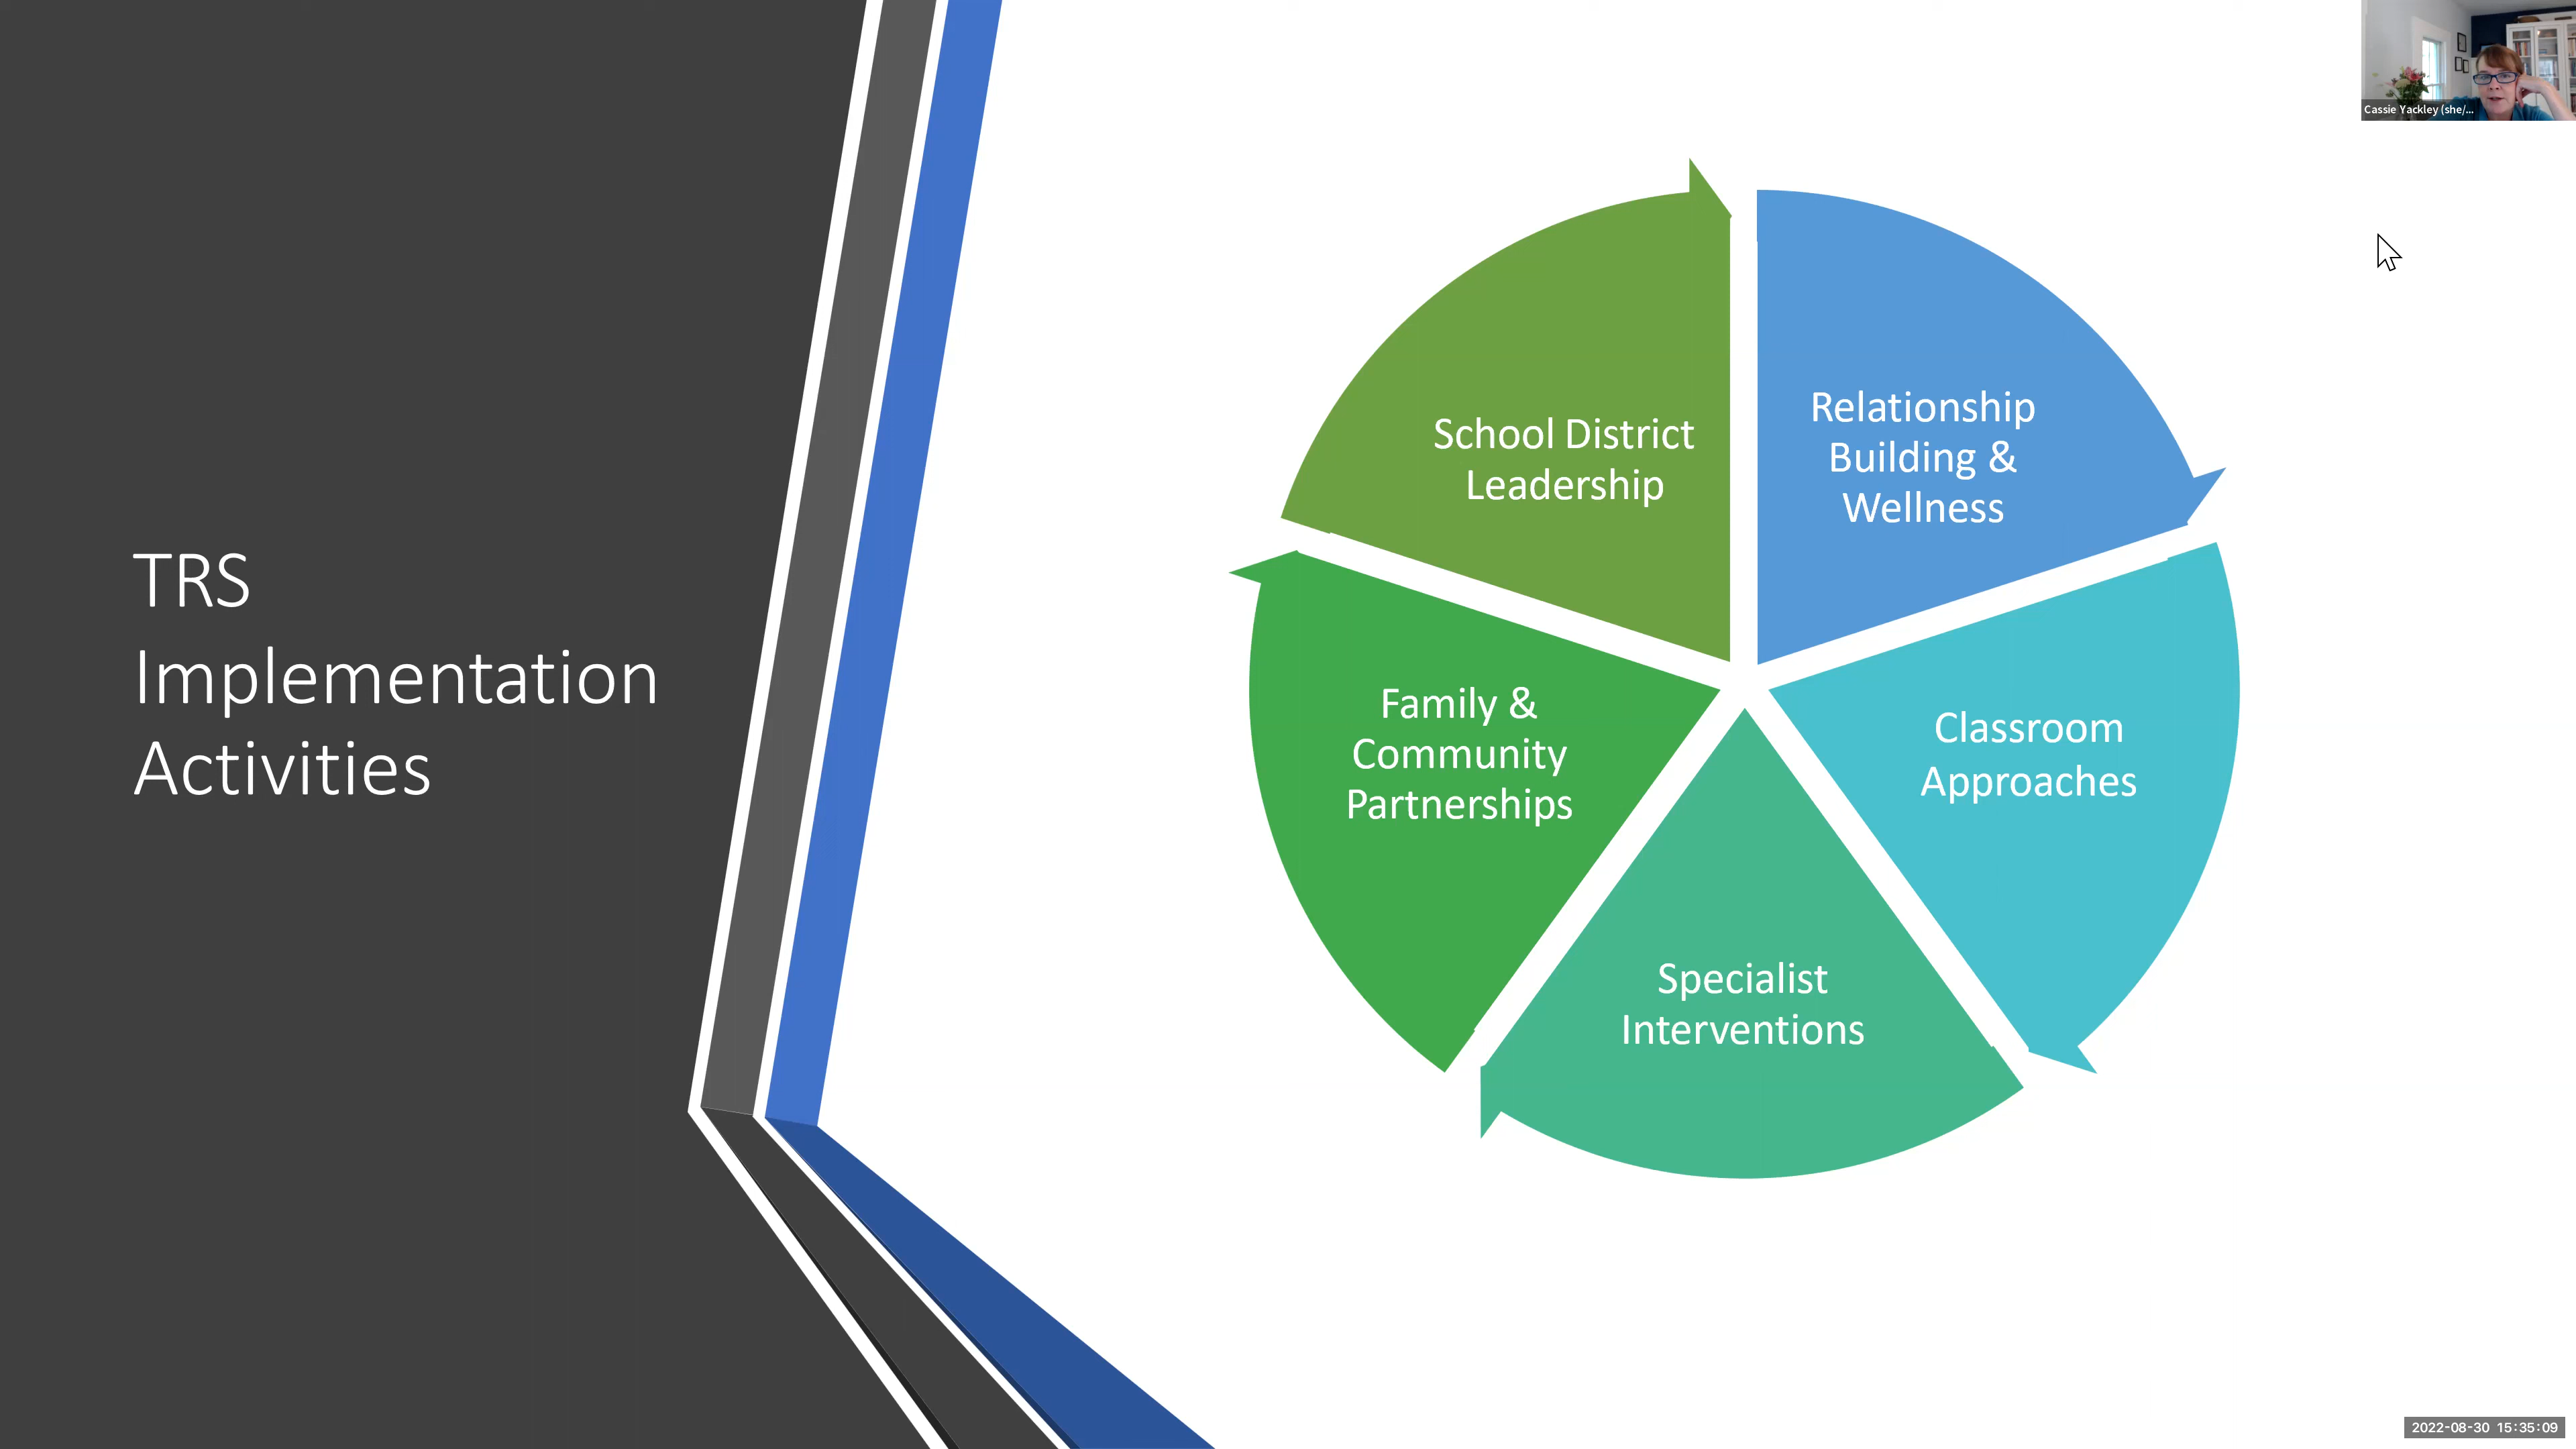 Cassie Yackley (she/...
TRS
Implementation
Activities
School District
Leadership
Relationship
Building &
Wellness
Family &
Community
Partnerships
Classroom
Approaches
Specialist
Interventions
2022-08-30 15:35:09